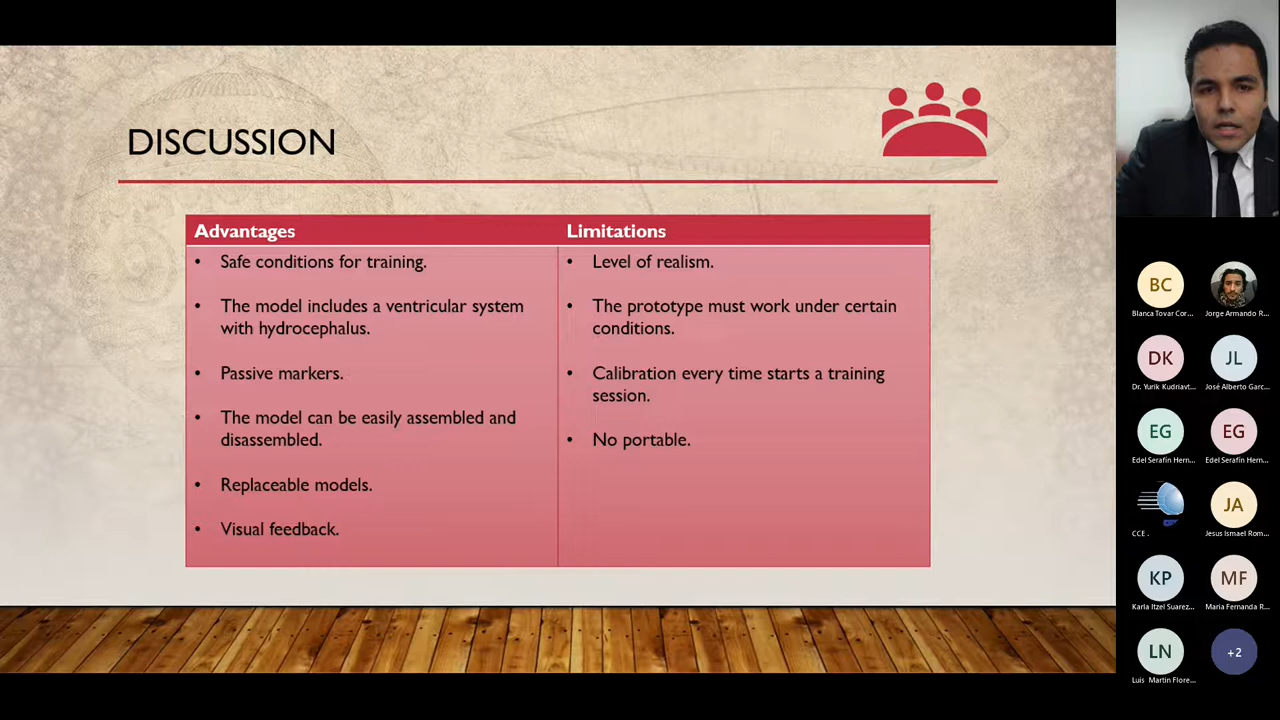 DISCUSSION
Advantages
Limitations
• Safe conditions for training.
• The model includes a ventricular system
with hydrocephalus.
• Passive markers.
• The model can be easily assembled and
disassembled.
• Replaceable models.
• Visual feedback.
• Level of realism.
• The prototype must work under certain
conditions.
• Calibration every time starts a training
session.
• No portable.
BC
Blanca Tovar Cor...
Jorge Armando R...
DK
Dr. Yurik Kudriavt...
JL
José Alberto Garc...
EG
Edel Serafín Hern...
EG
Edel Serafín Hern...
CCE .
JA
Jesus Ismael Rom...
KP
Karla Itzel Suarez...
MF
Maria Fernanda R...
LN
Luis Martin Flore...
+2